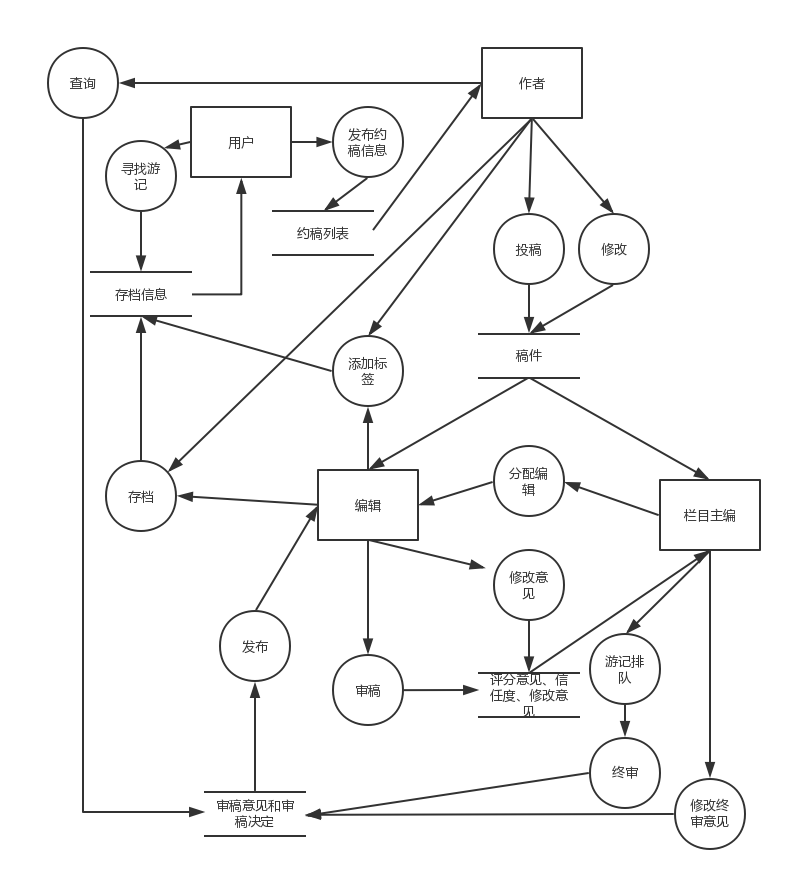 查询
作者
用户
发布约
稿信息
寻找游
记
约稿列表
投稿
修改
存档信息
稿件
添加标
签
分配编
辑
存档
编辑
栏目主编
修改意
见
发布
审稿
游记排
队
评分意见、信
任度、修改意
见
终审
审稿意见和审
稿决定
修改终
审意见